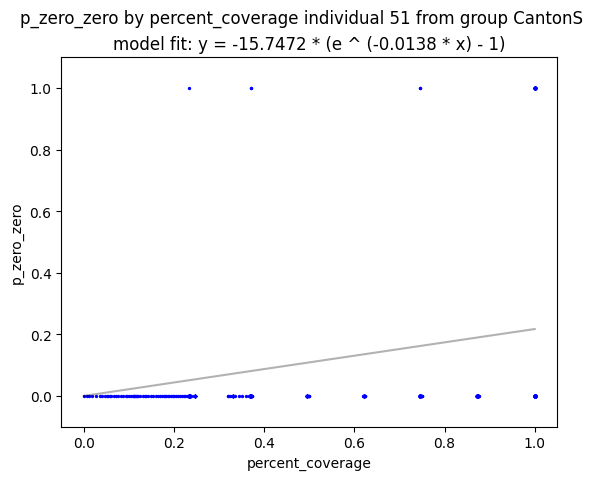 p_zero_zero by percent_coverage individual 51 from group CantonS
model fit: y = -15.7472 * (e ^ (-0.0138 * x) - 1)
1.0
0.8
0.6
0.4
0.2
0.0
p_zero_zero
0.0 0.2 0.4 0.6 0.8 1.0
percent_coverage